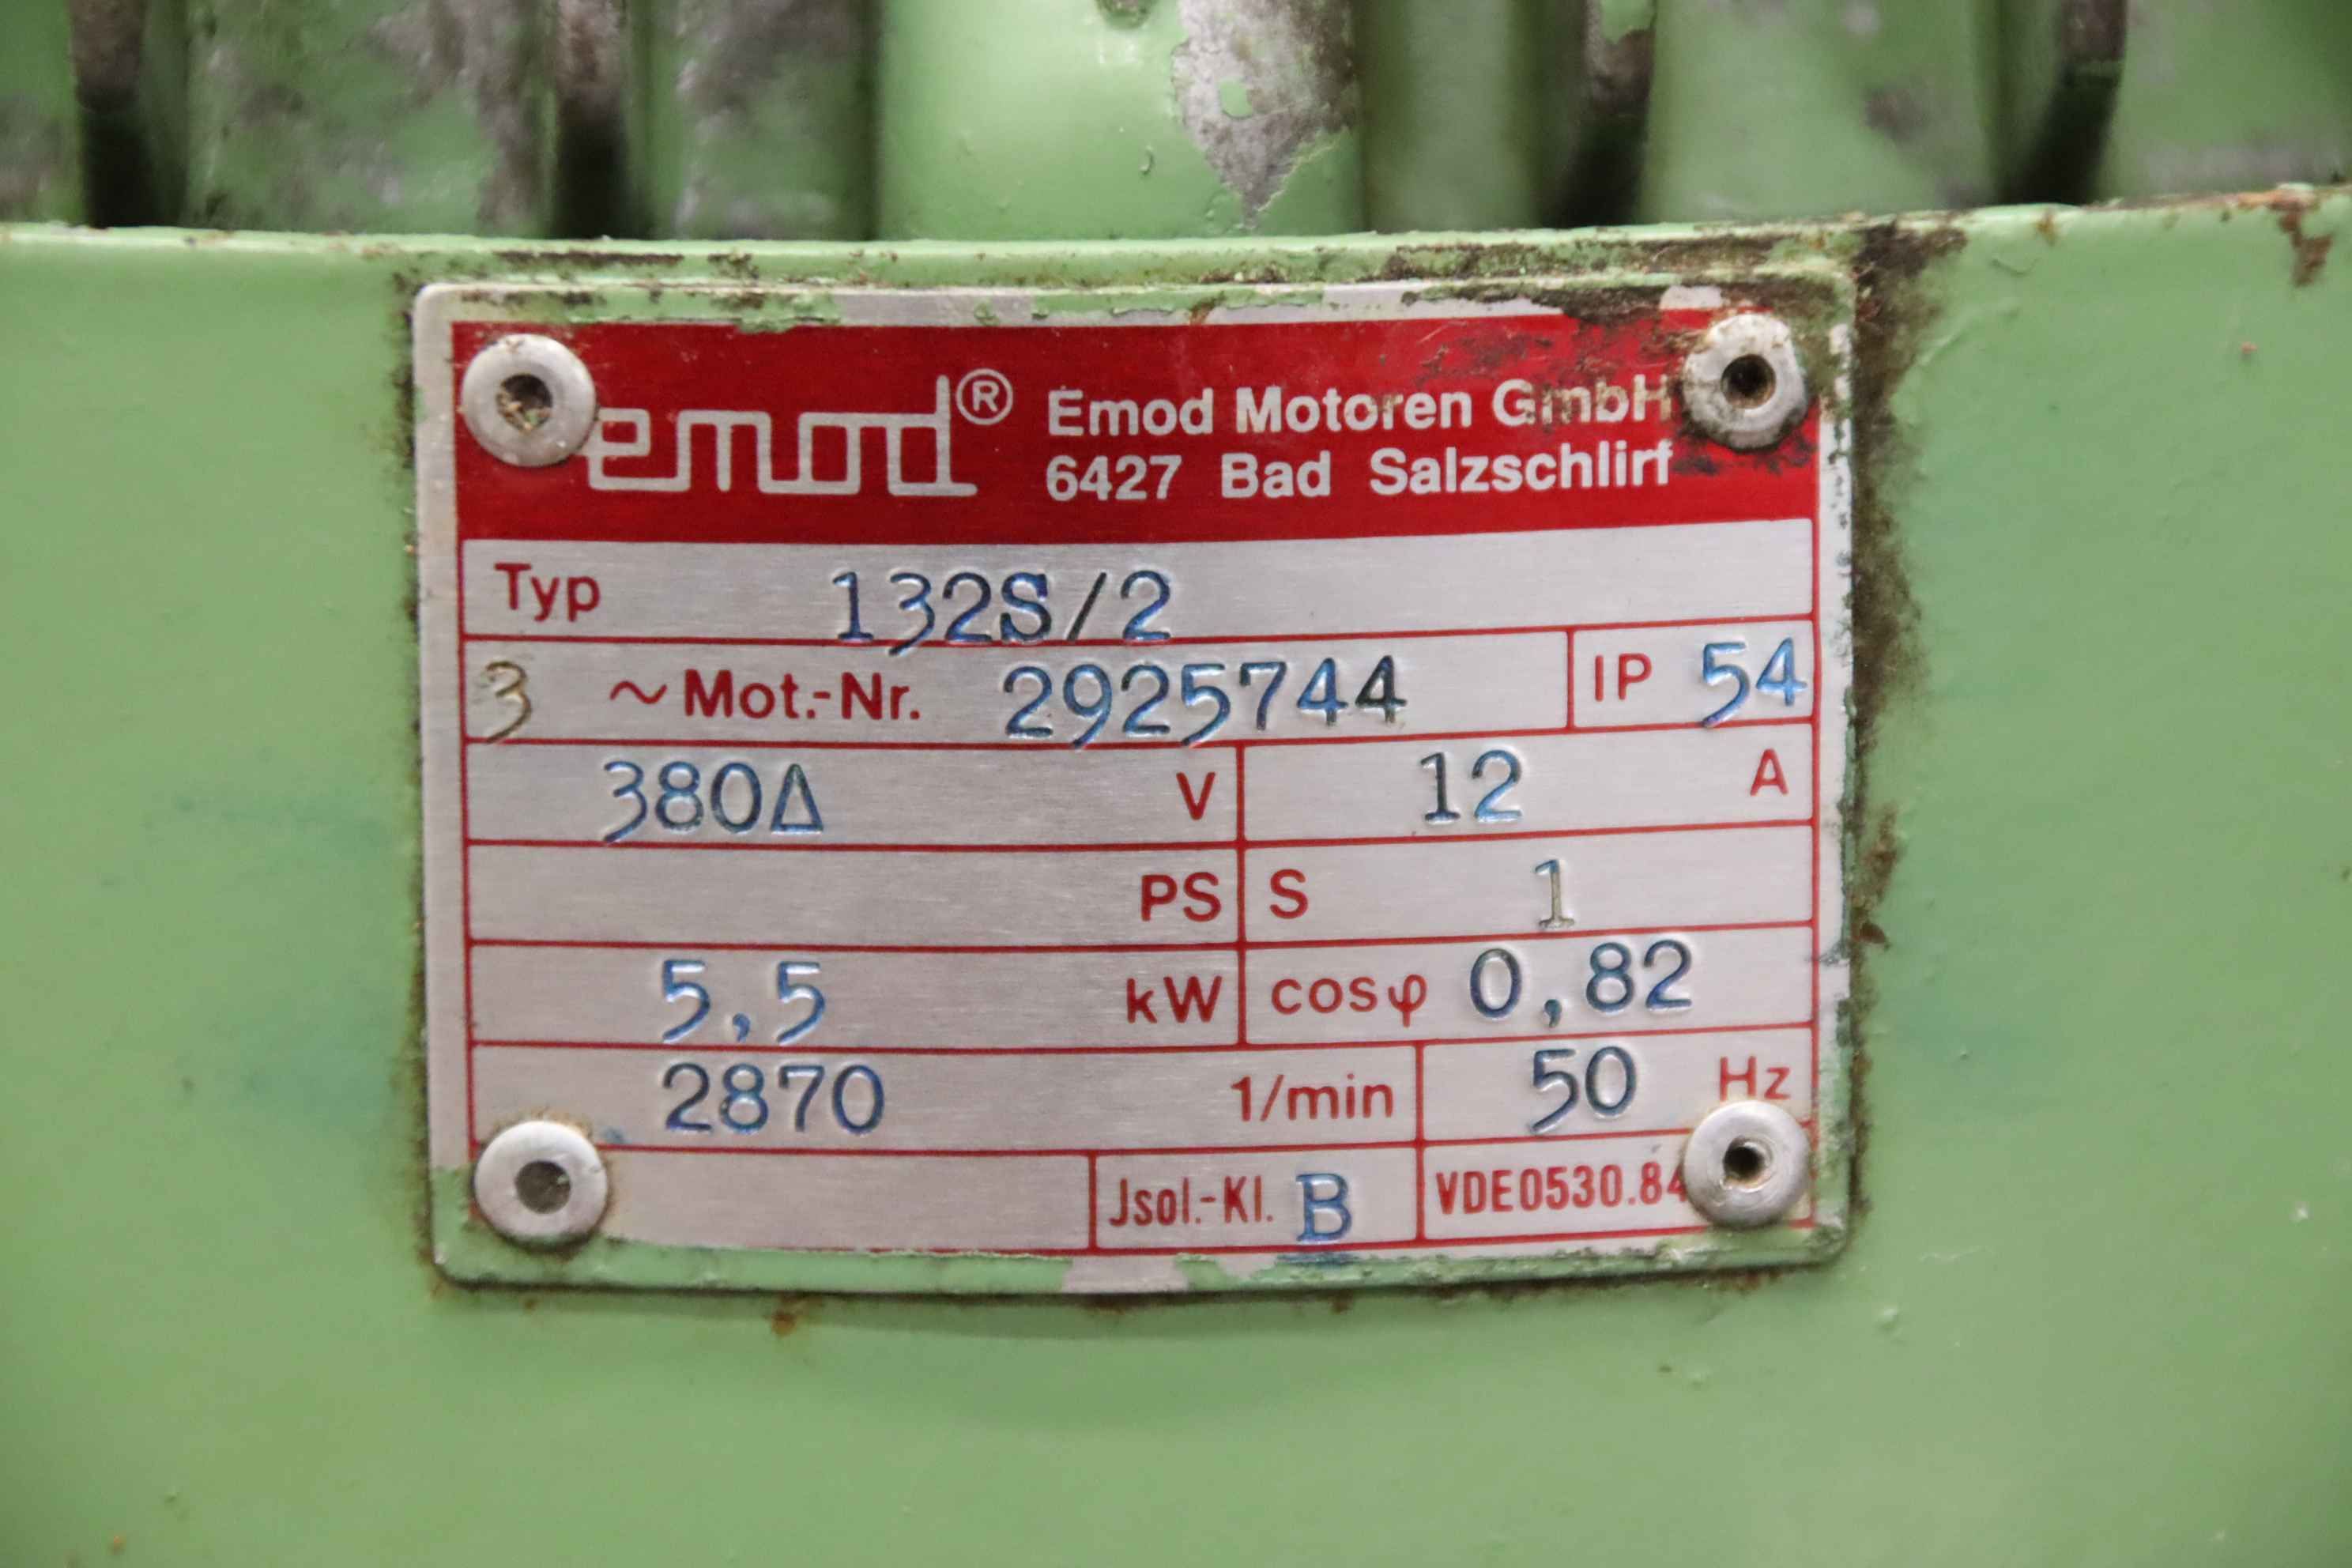 emod® Emod Motoren GmbH
6427 Bad Salzschlirf
Typ 132S/2
3 ~ Mot.-Nr. 2925744 IP 54
380Δ V 12 A
PS S 1
5,5 kW cosφ 0,82
2870 1/min 50 Hz
Jsol.-Kl. B VDE0530.84